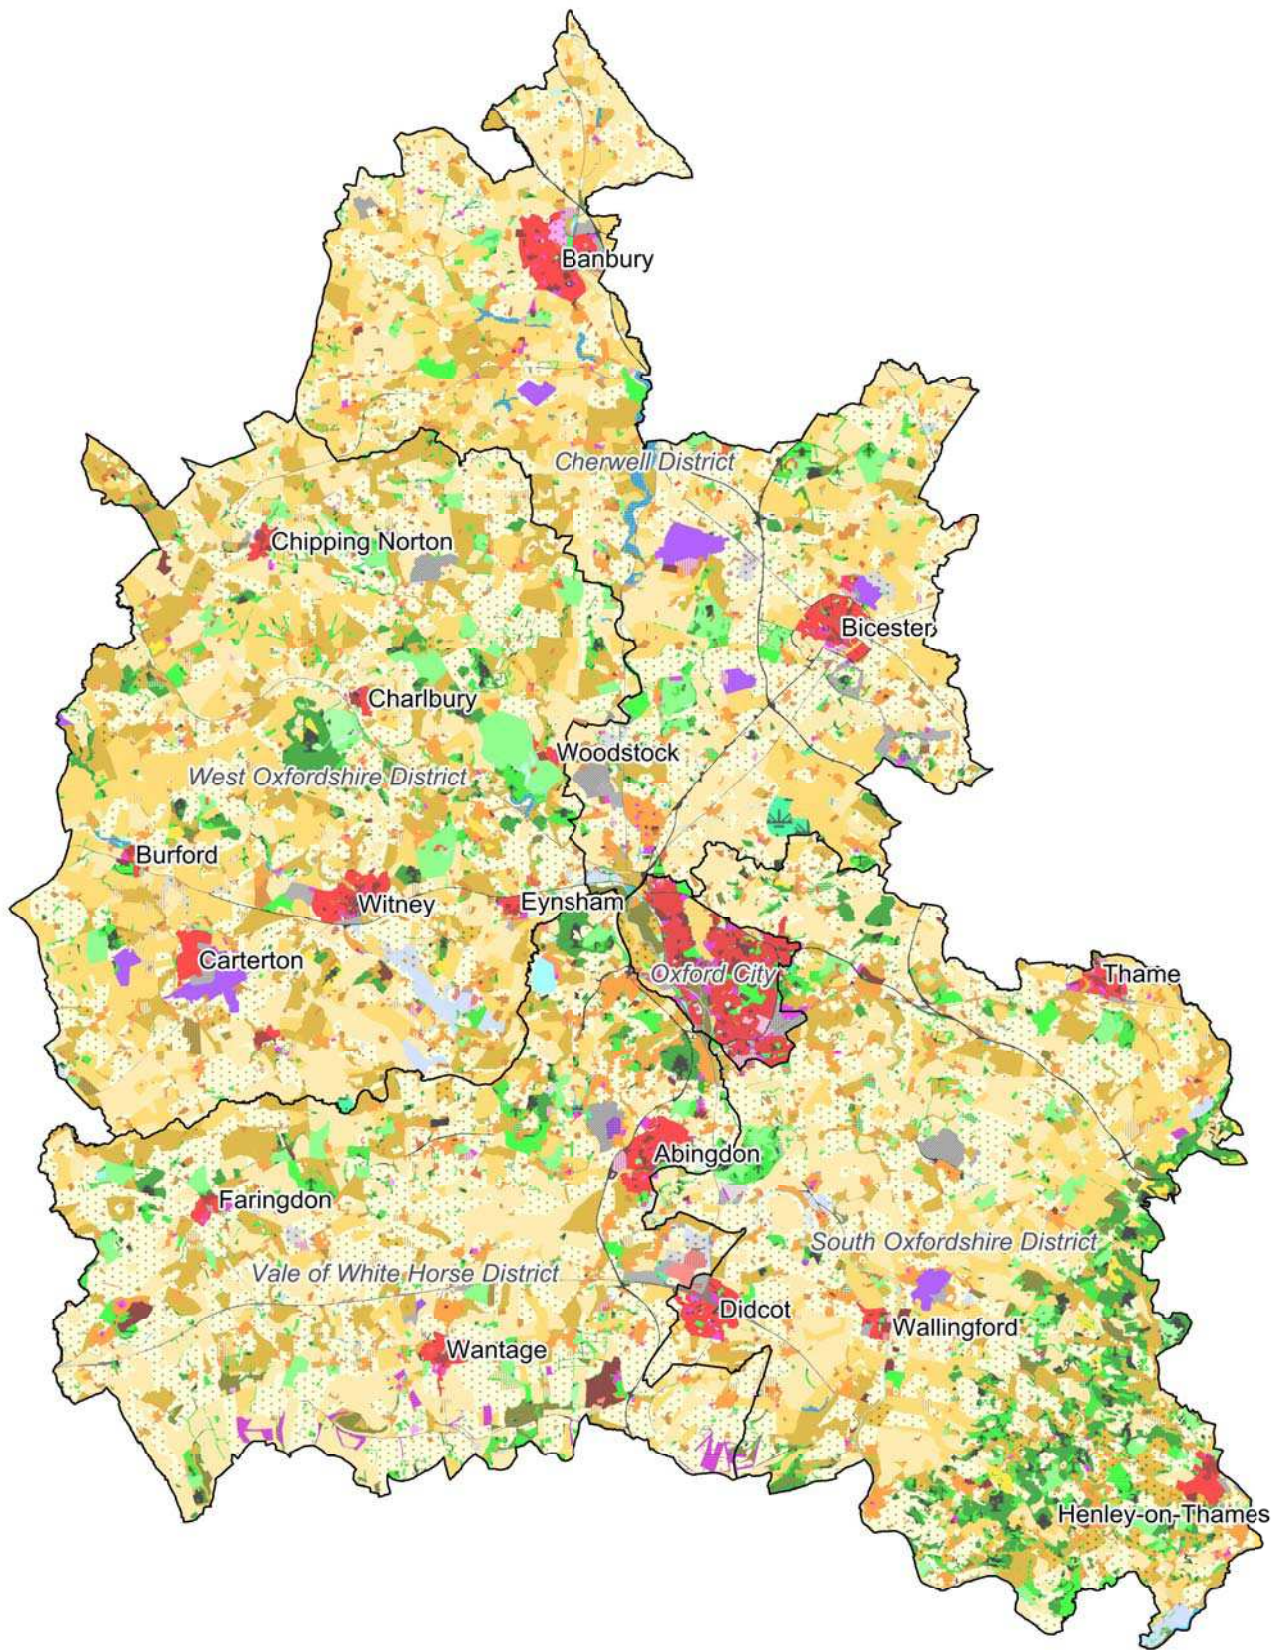 Banbury
Cherwell District
Chipping Norton
Bicester
Charlbury
Woodstock
West Oxfordshire District
Burford
Witney
Eynsham
Carterton
Oxford City
Thame
Abingdon
Faringdon
South Oxfordshire District
Vale of White Horse District
Didcot
Wallingford
Wantage
Henley-on-Thames